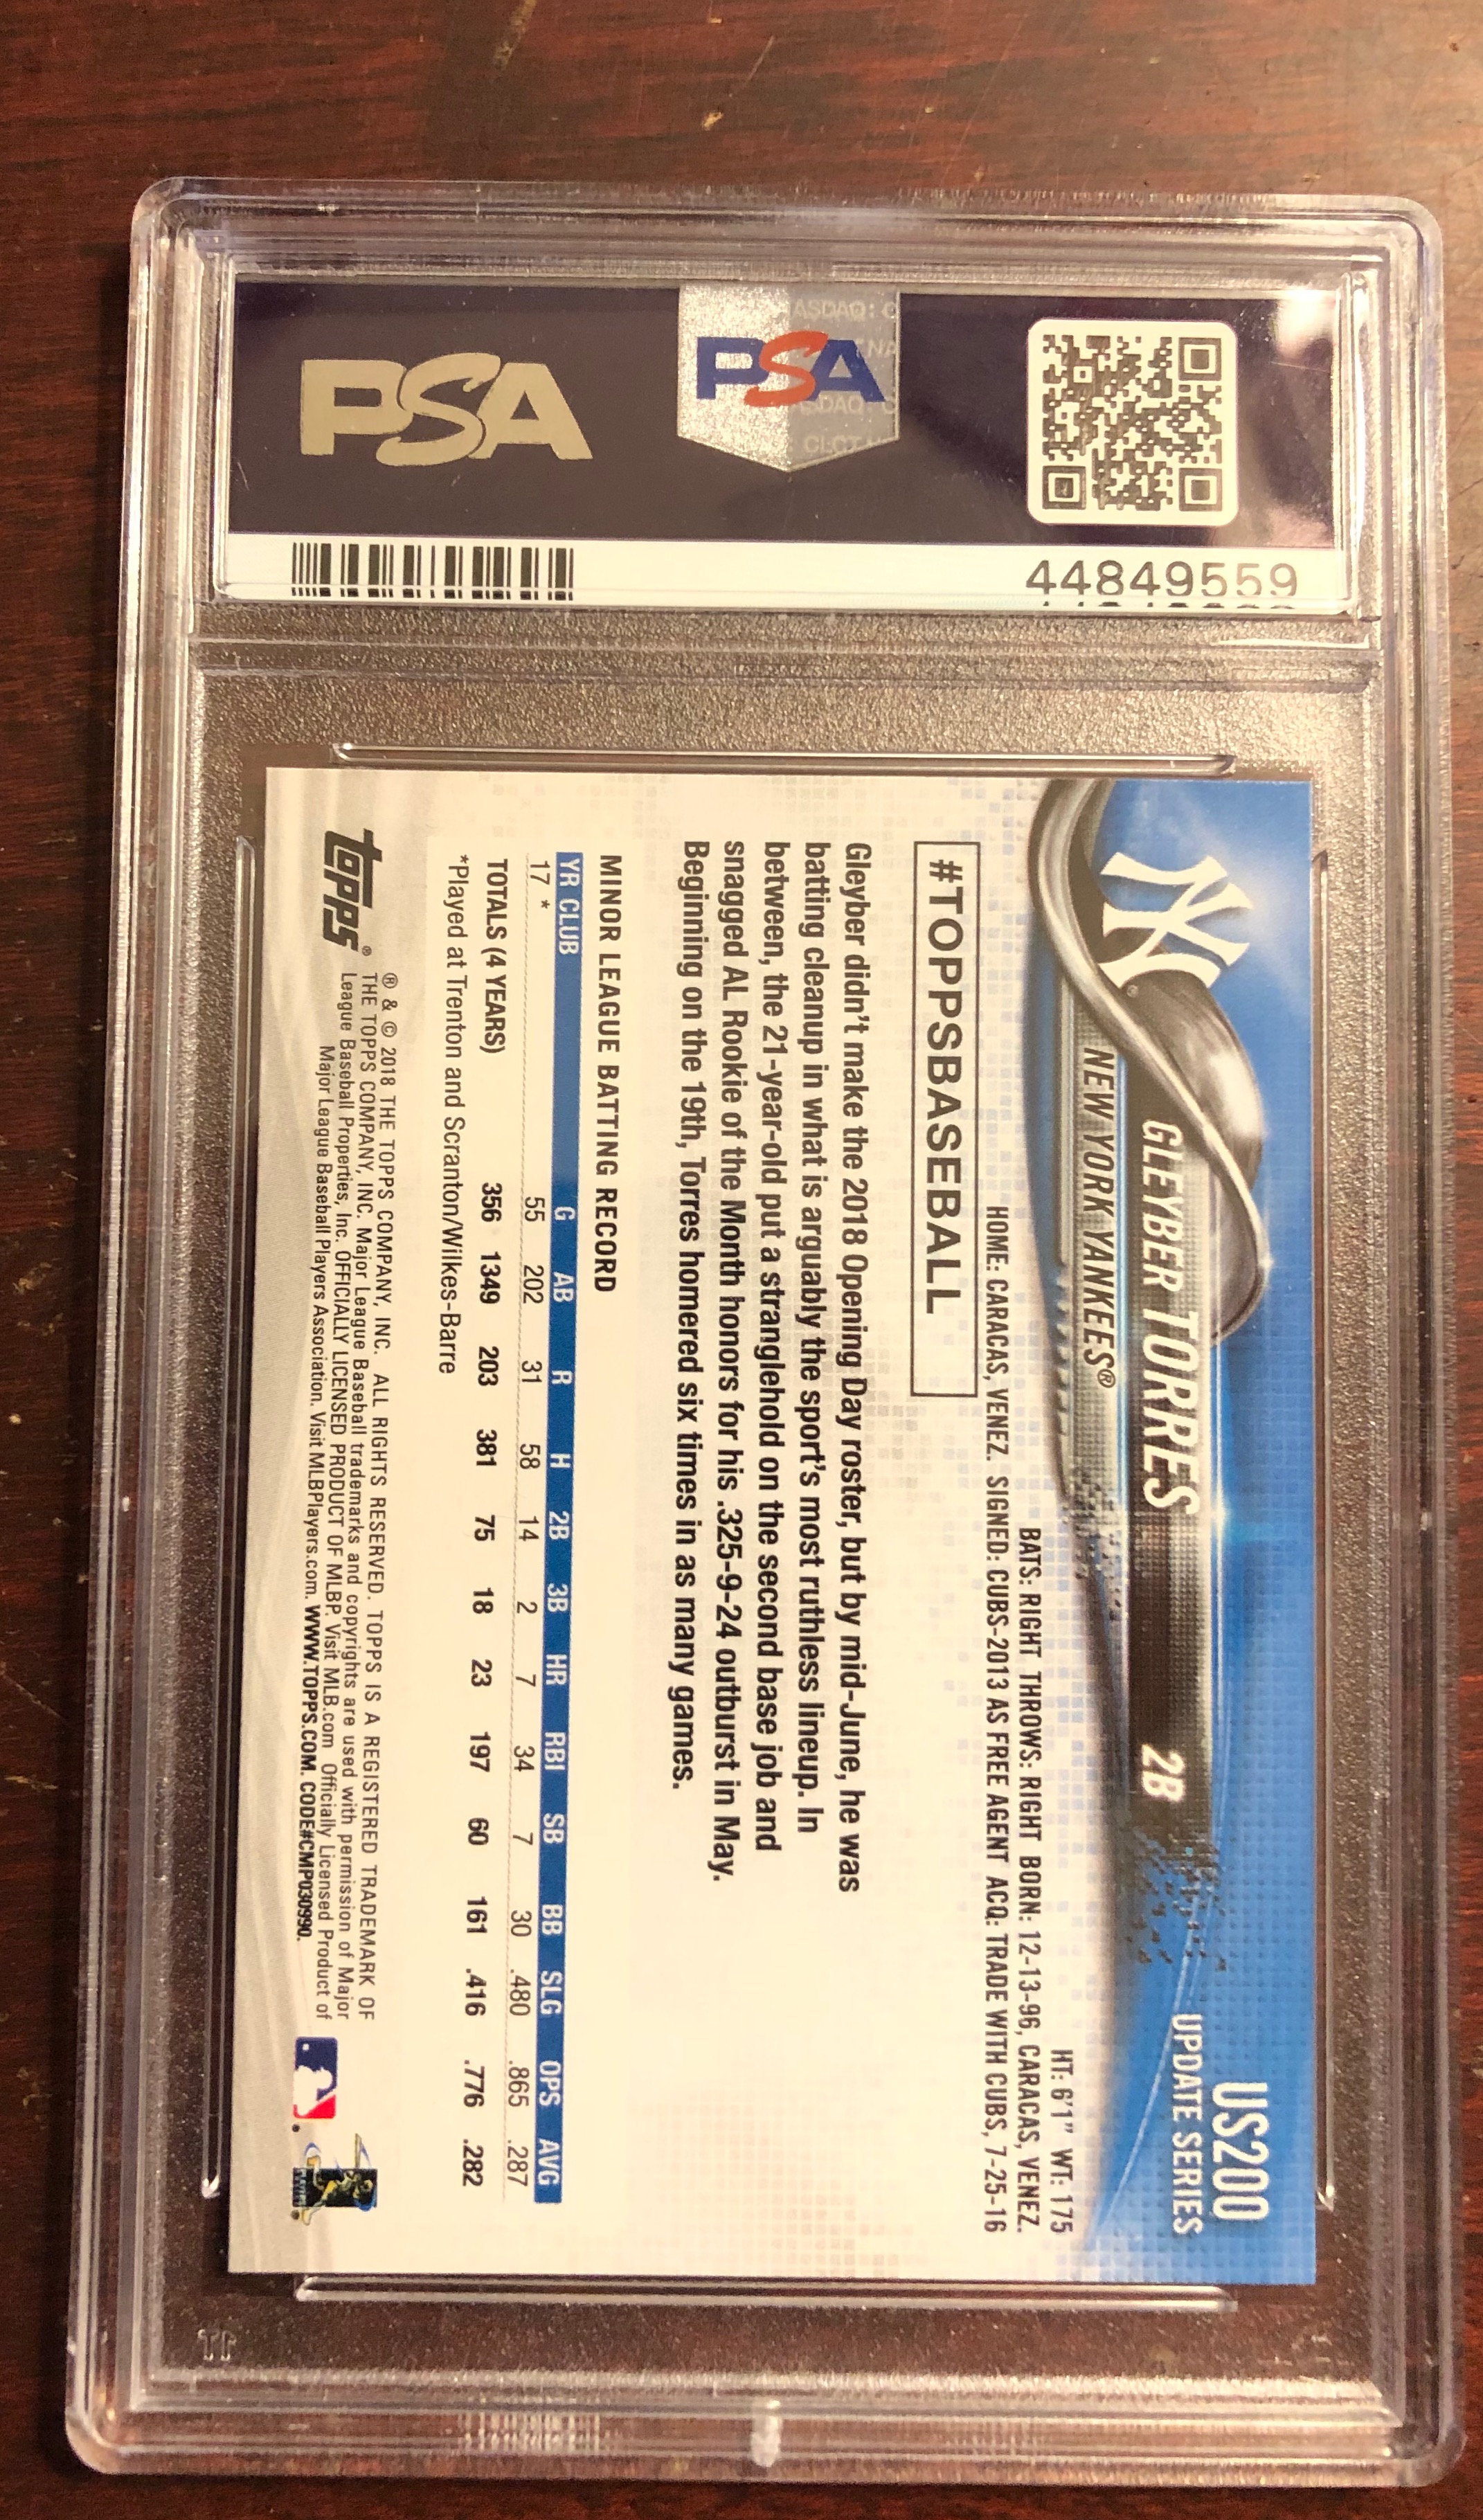 PSA
PSA
ASDAQ: C
NA
SDAQ: C
CLCT
44849559
US200
UPDATE SERIES
GLEYBER TORRES 2B
NEW YORK YANKEES®
HT: 6'1" WT: 175
BATS: RIGHT THROWS: RIGHT BORN: 12-13-96, CARACAS, VENEZ.
HOME: CARACAS, VENEZ. SIGNED: CUBS-2013 AS FREE AGENT ACQ: TRADE WITH CUBS, 7-25-16
#TOPPSBASEBALL
Gleyber didn't make the 2018 Opening Day roster, but by mid-June, he was
batting cleanup in what is arguably the sport's most ruthless lineup. In
between, the 21-year-old put a stranglehold on the second base job and
snagged AL Rookie of the Month honors for his .325-9-24 outburst in May.
Beginning on the 19th, Torres homered six times in as many games.
MINOR LEAGUE BATTING RECORD
YR CLUB G AB R H 2B 3B HR RBI SB BB SLG OPS AVG
17 * 55 202 31 58 14 2 7 34 7 30 .480 .865 .287
TOTALS (4 YEARS) 356 1349 203 381 75 18 23 197 60 161 .416 .776 .282
*Played at Trenton and Scranton/Wilkes-Barre
Topps®
® & © 2018 THE TOPPS COMPANY, INC. ALL RIGHTS RESERVED. TOPPS IS A REGISTERED TRADEMARK OF
THE TOPPS COMPANY, INC. Major League Baseball trademarks and copyrights are used with permission of Major
League Baseball Properties, Inc. OFFICIALLY LICENSED PRODUCT OF MLBP. Visit MLB.com Officially Licensed Product of
Major League Baseball Players Association. Visit MLBPlayers.com. WWW.TOPPS.COM. CODE#CMP030990.